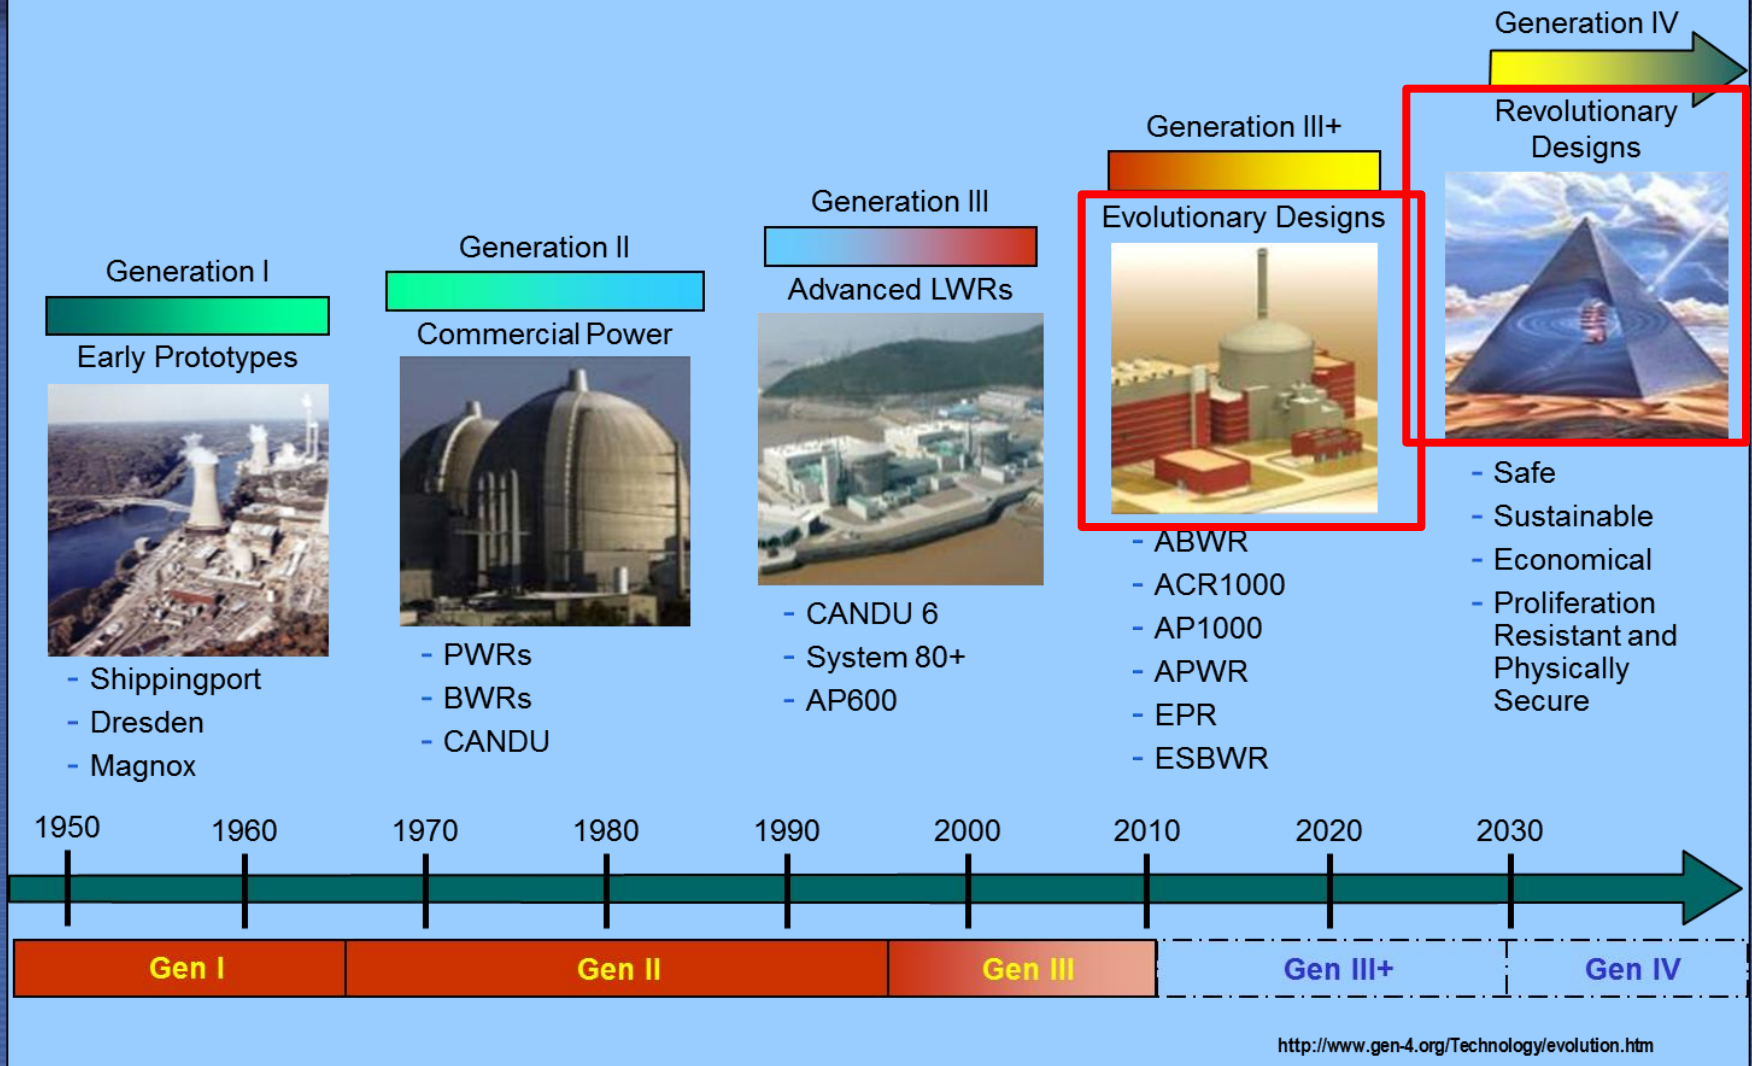 Generation I
Early Prototypes
- Shippingport
- Dresden
- Magnox
Generation II
Commercial Power
- PWRs
- BWRs
- CANDU
Generation III
Advanced LWRs
- CANDU 6
- System 80+
- AP600
Generation III+
Evolutionary Designs
- ABWR
- ACR1000
- AP1000
- APWR
- EPR
- ESBWR
Generation IV
Revolutionary
Designs
- Safe
- Sustainable
- Economical
- Proliferation
Resistant and
Physically
Secure
1950 1960 1970 1980 1990 2000 2010 2020 2030
Gen I Gen II Gen III Gen III+ Gen IV
http://www.gen-4.org/Technology/evolution.htm